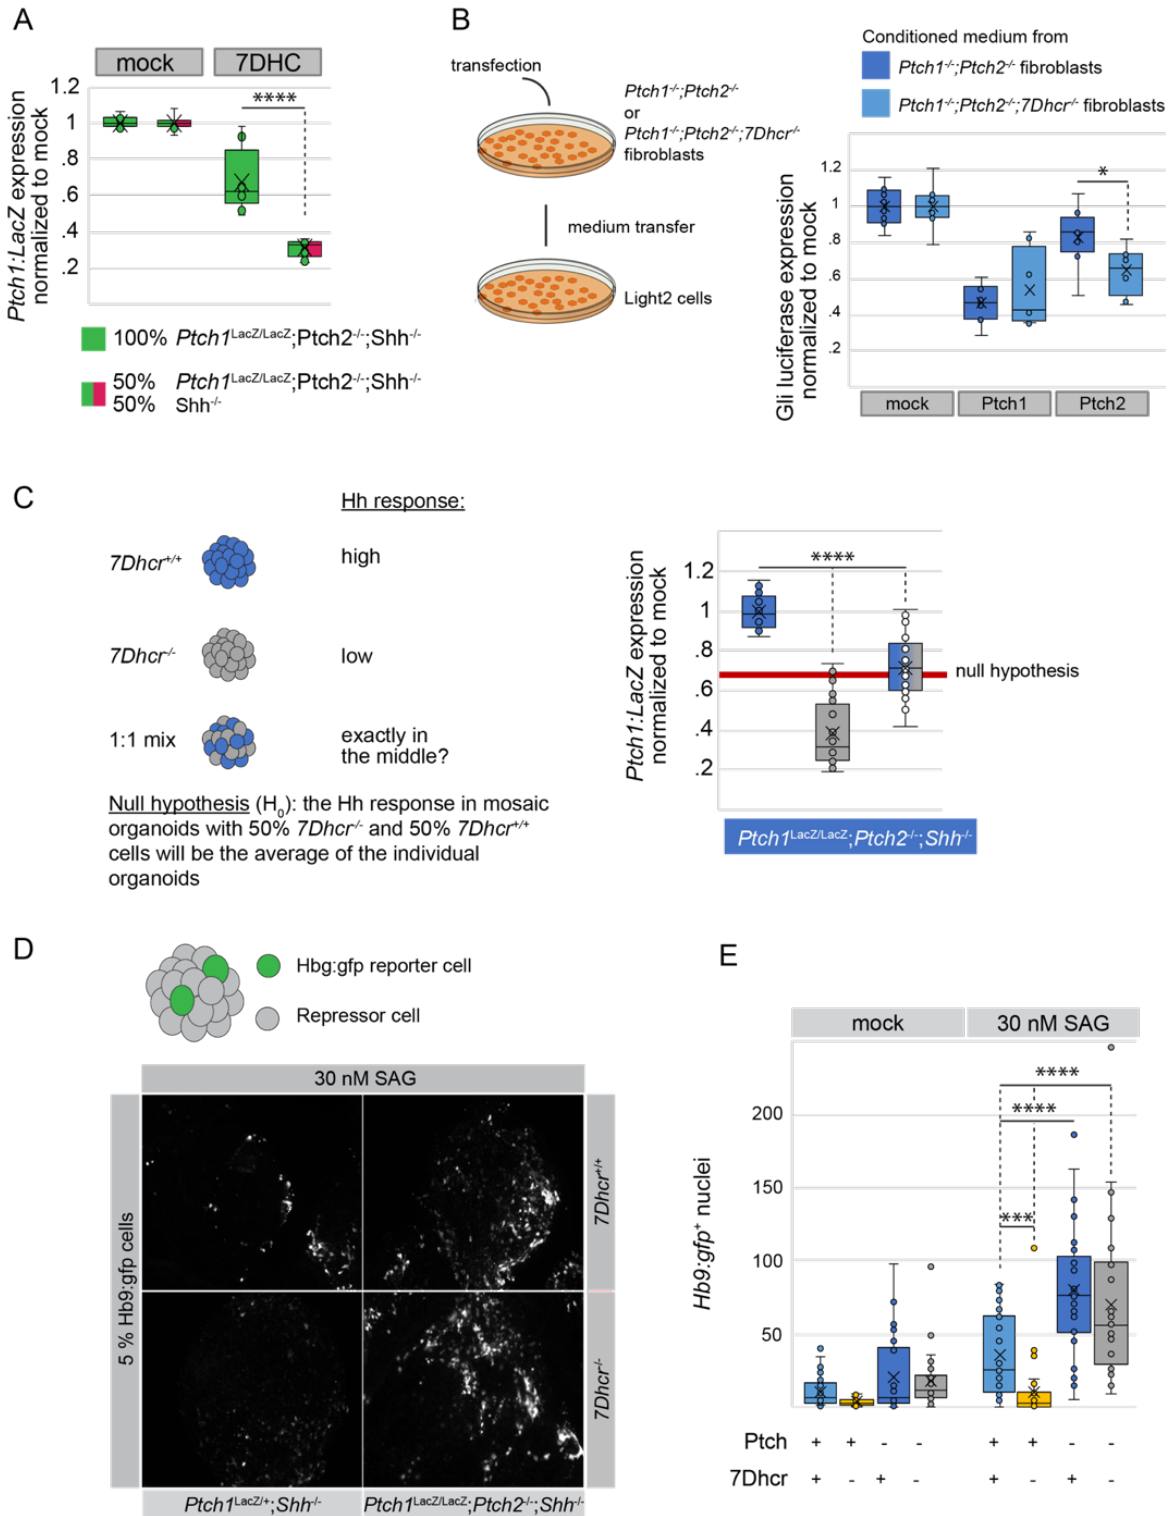 A
mock
7DHC
1.2
1
.8
.6
.4
.2
****
Ptch1:LacZ expression
normalized to mock
100% Ptch1LacZ/LacZ;Ptch2-/-;Shh-/-
50% Ptch1LacZ/LacZ;Ptch2-/-;Shh-/-
50% Shh-/-
B
transfection
Ptch1-/-;Ptch2-/-
or
Ptch1-/-;Ptch2-/-;7Dhcr-/-
fibroblasts
medium transfer
Light2 cells
Conditioned medium from
Ptch1-/-;Ptch2-/- fibroblasts
Ptch1-/-;Ptch2-/-;7Dhcr-/- fibroblasts
1.2
1
.8
.6
.4
.2
*
Gli luciferase expression
normalized to mock
mock
Ptch1
Ptch2
C
Hh response:
7Dhcr+/+
high
7Dhcr-/-
low
1:1 mix
exactly in
the middle?
Null hypothesis (H0): the Hh response in mosaic
organoids with 50% 7Dhcr-/- and 50% 7Dhcr+/+
cells will be the average of the individual
organoids
****
1.2
1
.8
.6
.4
.2
Ptch1:LacZ expression
normalized to mock
null hypothesis
Ptch1LacZ/LacZ;Ptch2-/-;Shh-/-
D
Hbg:gfp reporter cell
Repressor cell
30 nM SAG
5 % Hb9:gfp cells
7Dhcr+/+
7Dhcr-/-
Ptch1LacZ/+;Shh-/-
Ptch1LacZ/LacZ;Ptch2-/-;Shh-/-
E
mock
30 nM SAG
****
****
***
200
150
100
50
Hb9:gfp+ nuclei
Ptch + + - - + + - -
7Dhcr + - + - + - + -